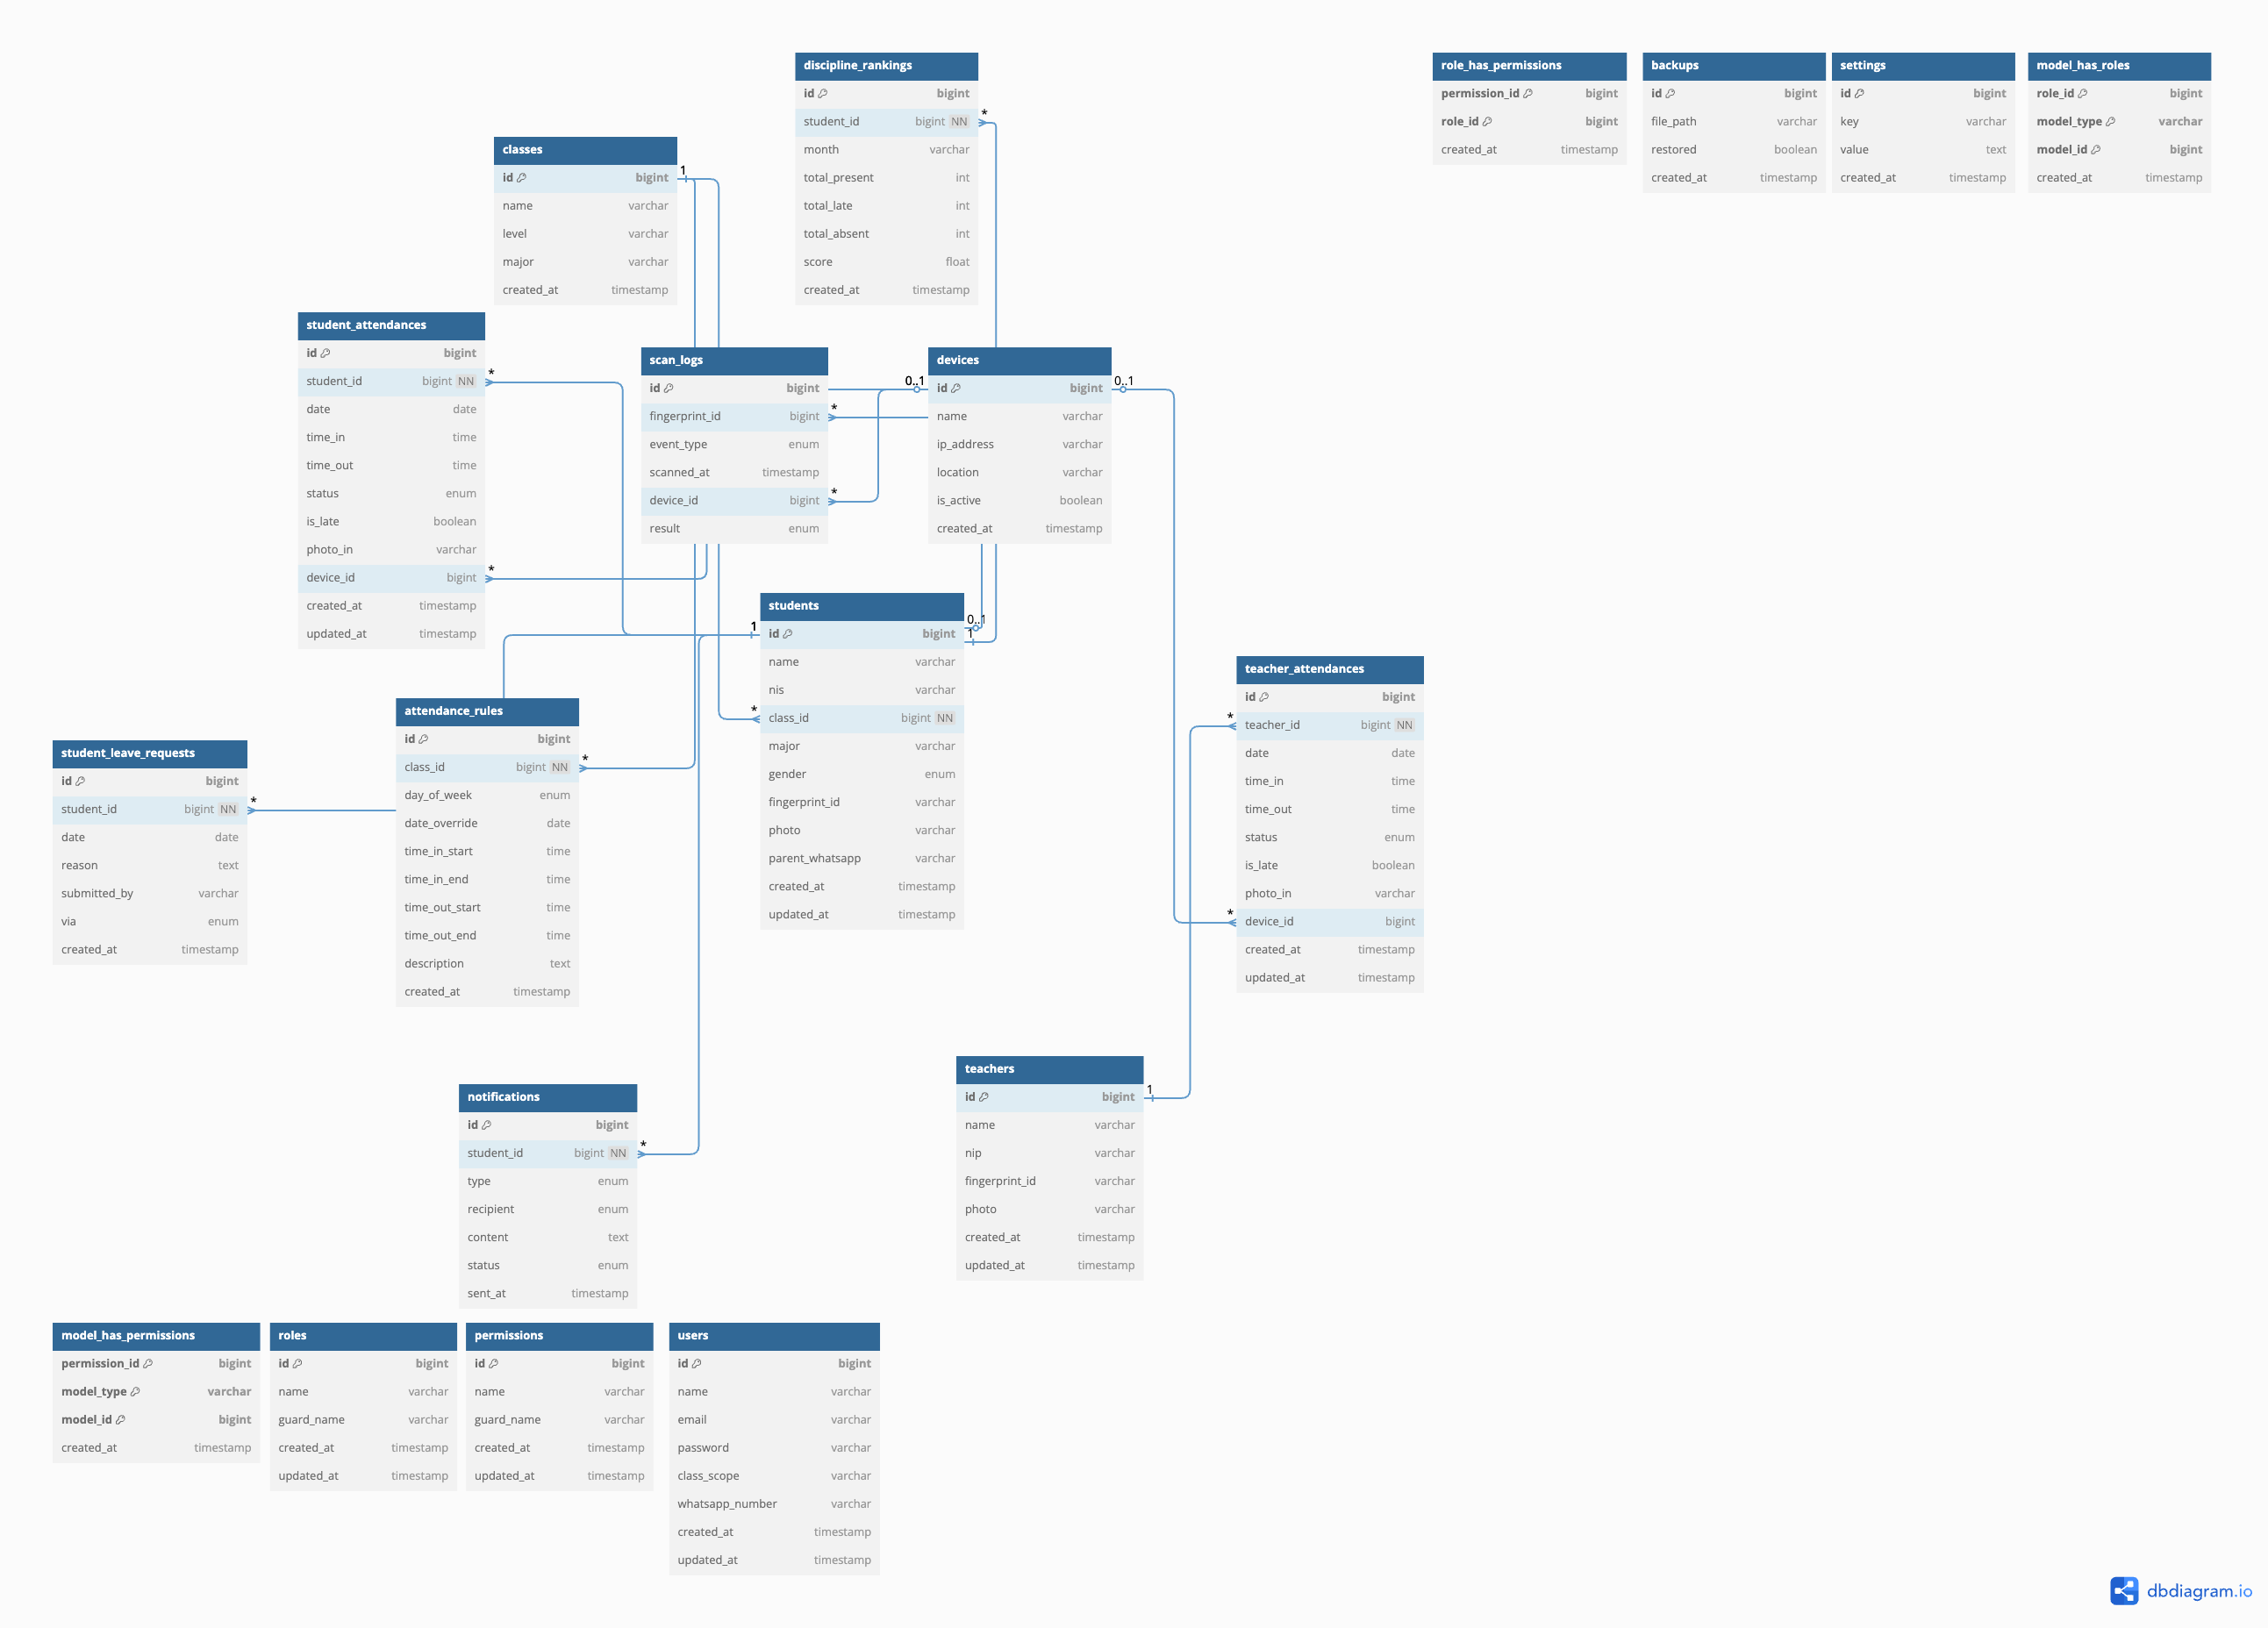 discipline_rankings
id bigint
student_id bigint NN
month varchar
total_present int
total_late int
total_absent int
score float
created_at timestamp
role_has_permissions
permission_id bigint
role_id bigint
created_at timestamp
backups
id bigint
file_path varchar
restored boolean
created_at timestamp
settings
id bigint
key varchar
value text
created_at timestamp
model_has_roles
role_id bigint
model_type varchar
model_id bigint
created_at timestamp
classes
id bigint
name varchar
level varchar
major varchar
created_at timestamp
student_attendances
id bigint
student_id bigint NN
date date
time_in time
time_out time
status enum
is_late boolean
photo_in varchar
device_id bigint
created_at timestamp
updated_at timestamp
scan_logs
id bigint
fingerprint_id bigint
event_type enum
scanned_at timestamp
device_id bigint
result enum
devices
id bigint
name varchar
ip_address varchar
location varchar
is_active boolean
created_at timestamp
students
id bigint
name varchar
nis varchar
class_id bigint NN
major varchar
gender enum
fingerprint_id varchar
photo varchar
parent_whatsapp varchar
created_at timestamp
updated_at timestamp
teacher_attendances
id bigint
teacher_id bigint NN
date date
time_in time
time_out time
status enum
is_late boolean
photo_in varchar
device_id bigint
created_at timestamp
updated_at timestamp
attendance_rules
id bigint
class_id bigint NN
day_of_week enum
date_override date
time_in_start time
time_in_end time
time_out_start time
time_out_end time
description text
created_at timestamp
student_leave_requests
id bigint
student_id bigint NN
date date
reason text
submitted_by varchar
via enum
created_at timestamp
teachers
id bigint
name varchar
nip varchar
fingerprint_id varchar
photo varchar
created_at timestamp
updated_at timestamp
notifications
id bigint
student_id bigint NN
type enum
recipient enum
content text
status enum
sent_at timestamp
model_has_permissions
permission_id bigint
model_type varchar
model_id bigint
created_at timestamp
roles
id bigint
name varchar
guard_name varchar
created_at timestamp
updated_at timestamp
permissions
id bigint
name varchar
guard_name varchar
created_at timestamp
updated_at timestamp
users
id bigint
name varchar
email varchar
password varchar
class_scope varchar
whatsapp_number varchar
created_at timestamp
updated_at timestamp
*
1
*
*
*
*
0..1
0..1
1
0..1
1
*
*
*
*
*
1
*
dbdiagram.io